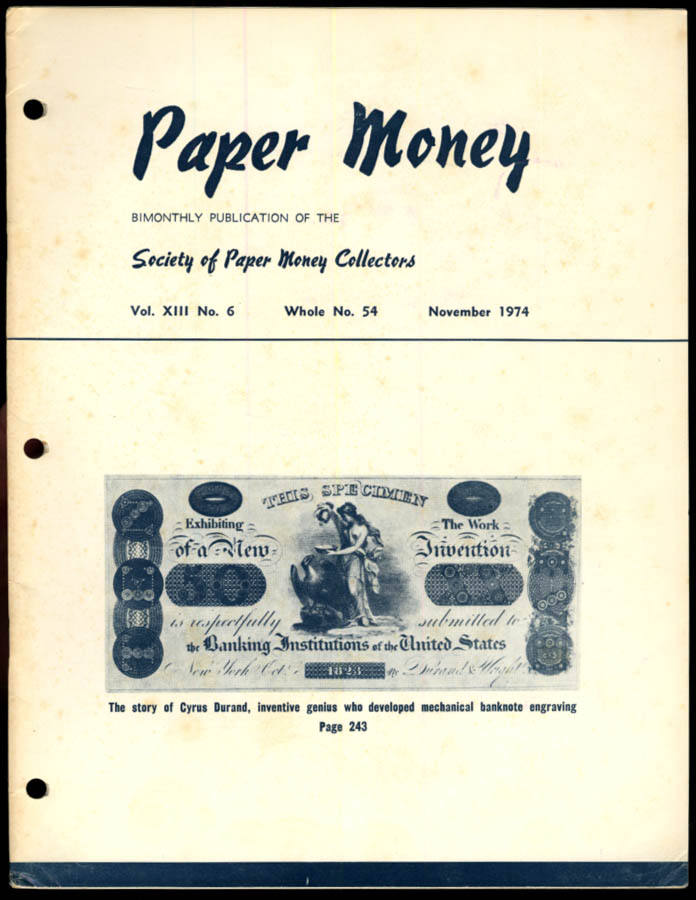 Paper Money
BIMONTHLY PUBLICATION OF THE
Society of Paper Money Collectors
Vol. XIII No. 6 Whole No. 54 November 1974
THIS SPECIMEN
Exhibiting The Work
of a New Invention
is respectfully submitted to
the Banking Institutions of the United States
New York Oct. 1823 by Durand & Wright
The story of Cyrus Durand, inventive genius who developed mechanical banknote engraving
Page 243